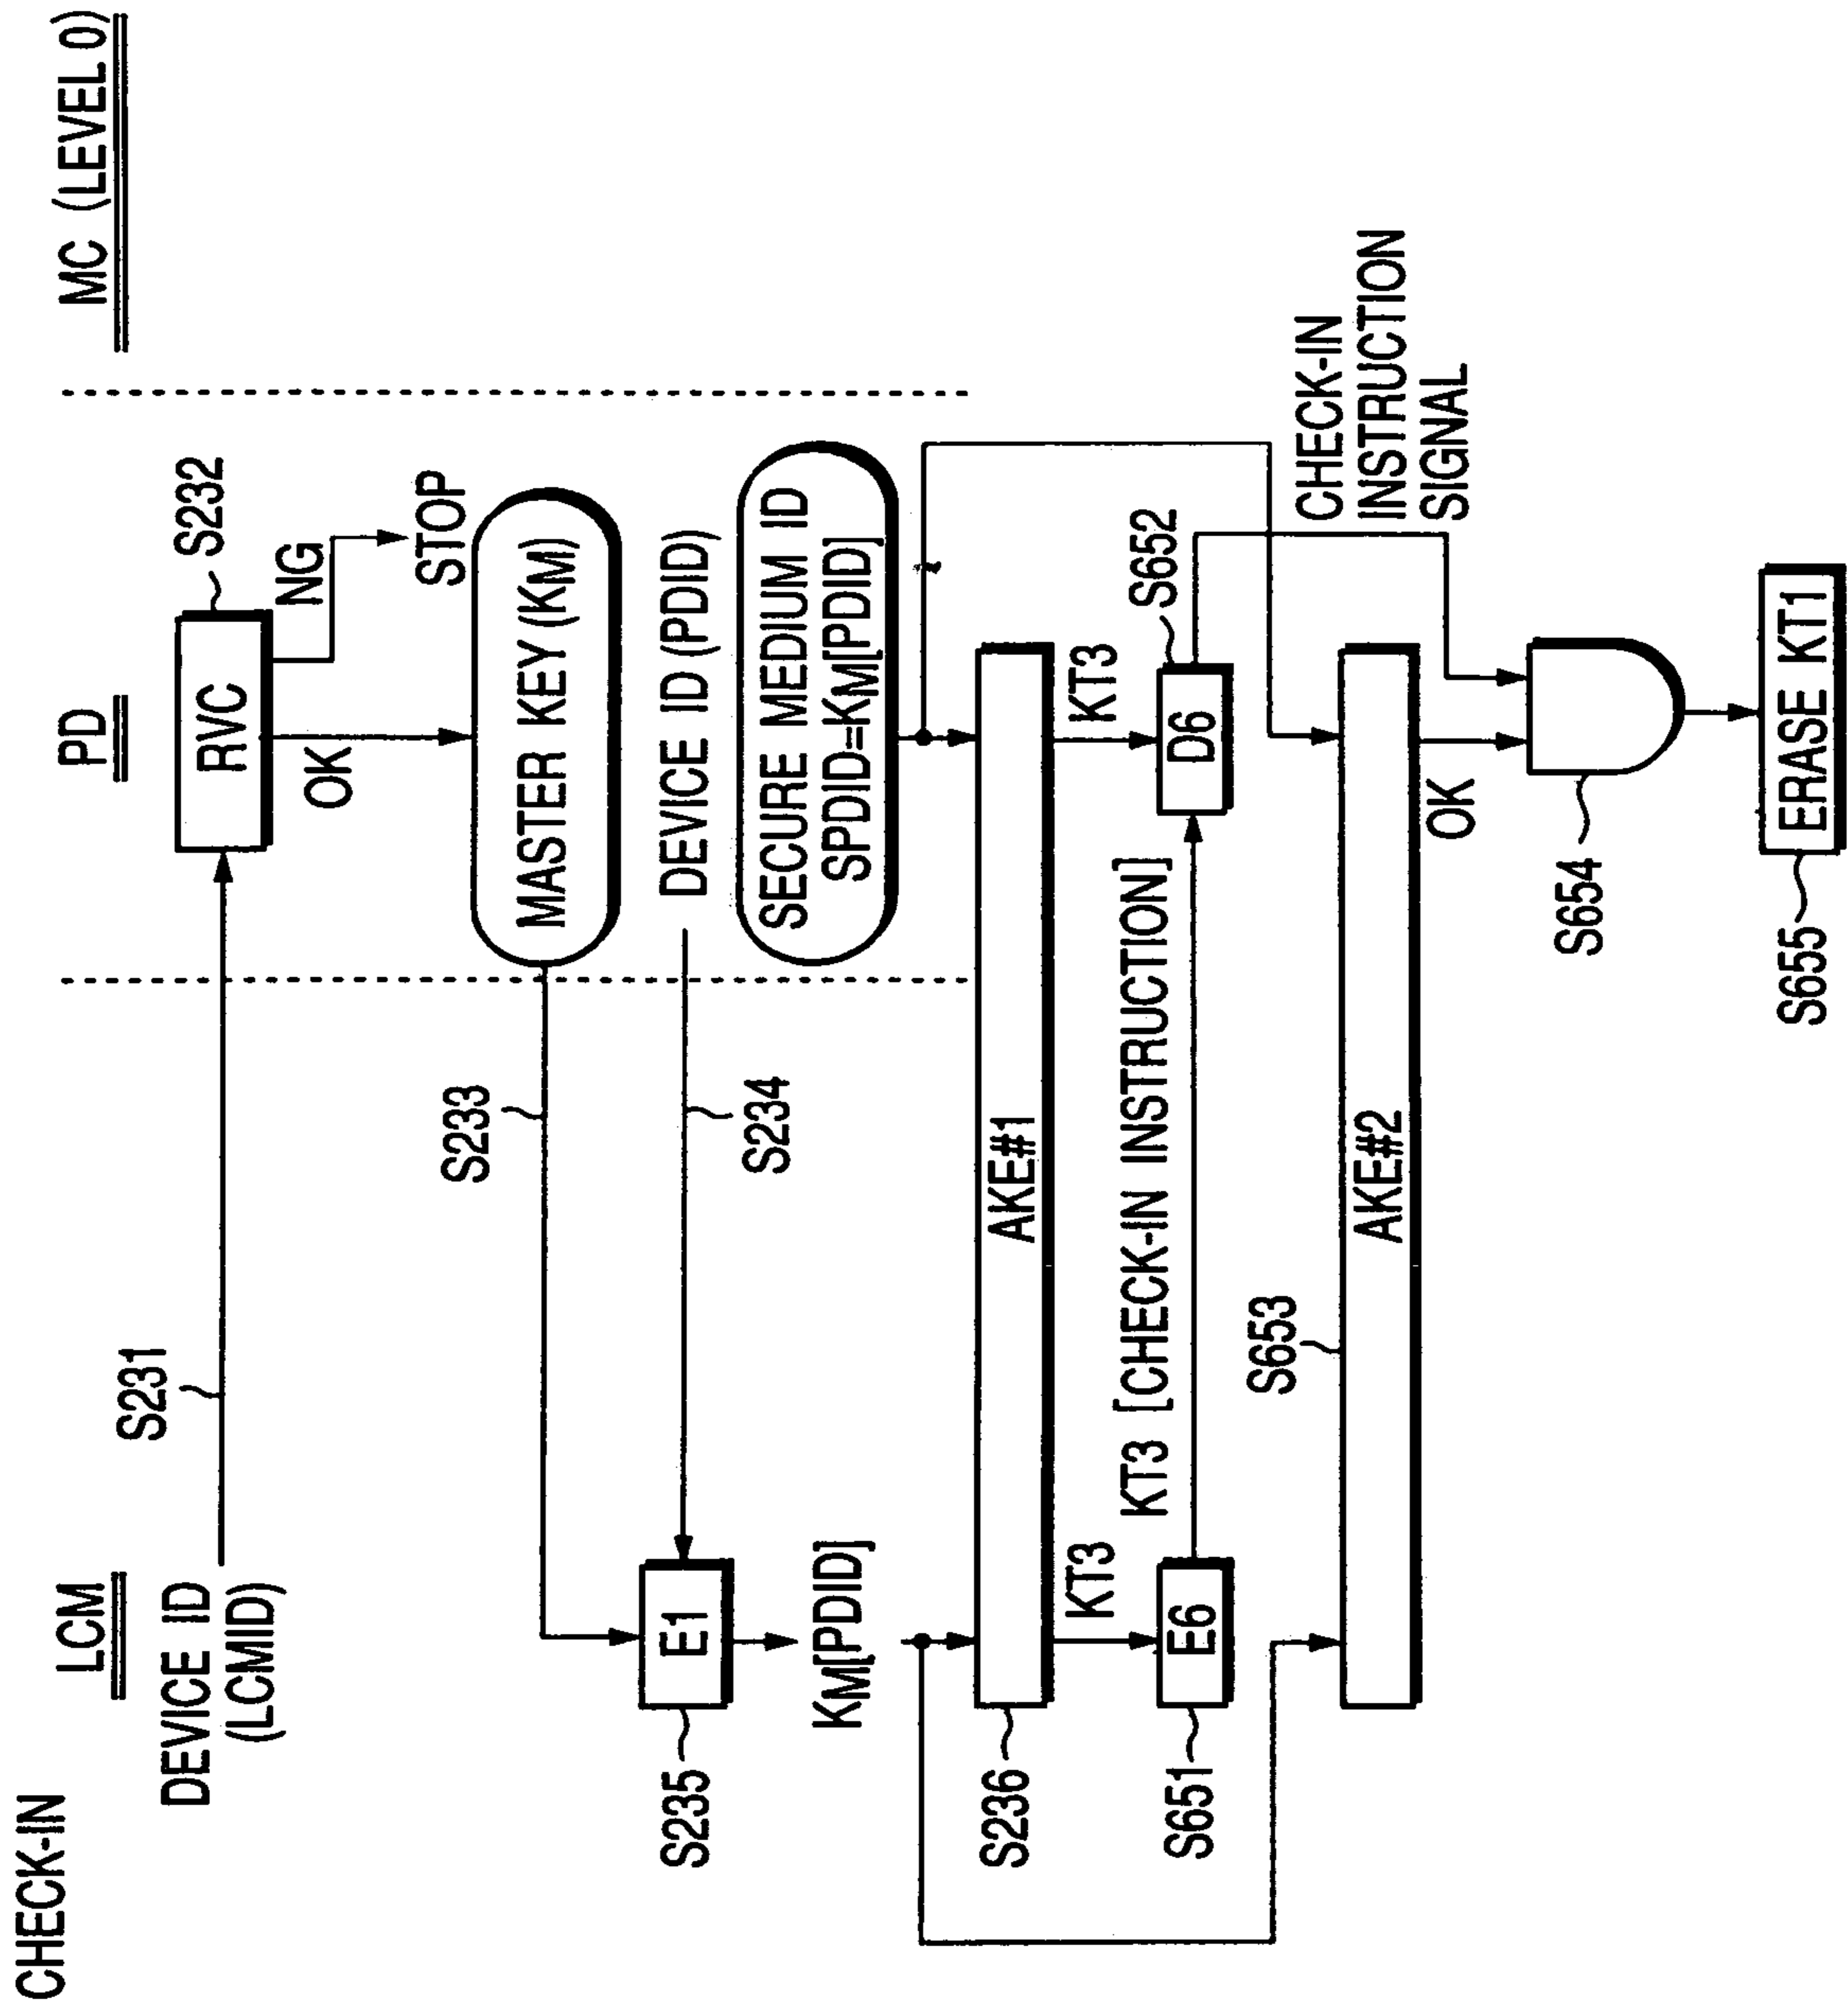 CHECK-IN
LCM
PD
MC (LEVEL 0)
DEVICE ID
(LCMID)
S231
RVC
S232
NG
STOP
OK
S233
MASTER KEY (KM)
DEVICE ID (PDID)
S234
E1
S235
SECURE MEDIUM ID
SPDID=KM[PDID]
KM[PDID]
AKE#1
S236
KT3
KT3
E6
S651
KT3 [CHECK-IN INSTRUCTION]
D6
S652
S653
AKE#2
CHECK-IN
INSTRUCTION
SIGNAL
OK
S654
ERASE KT1
S655